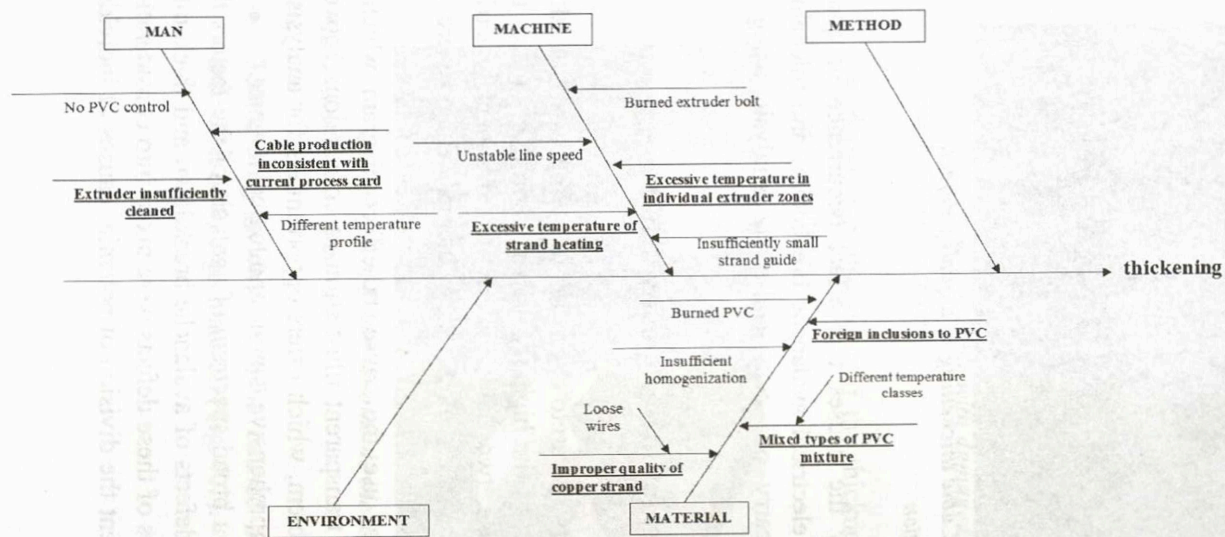 MAN
MACHINE
METHOD
No PVC control
Cable production
inconsistent with
current process card
Extruder insufficiently
cleaned
Different temperature
profile
Burned extruder bolt
Unstable line speed
Excessive temperature in
individual extruder zones
Excessive temperature of
strand heating
Insufficiently small
strand guide
thickening
Burned PVC
Foreign inclusions to PVC
Insufficient
homogenization
Different temperature
classes
Loose
wires
Mixed types of PVC
mixture
Improper quality of
copper strand
ENVIRONMENT
MATERIAL